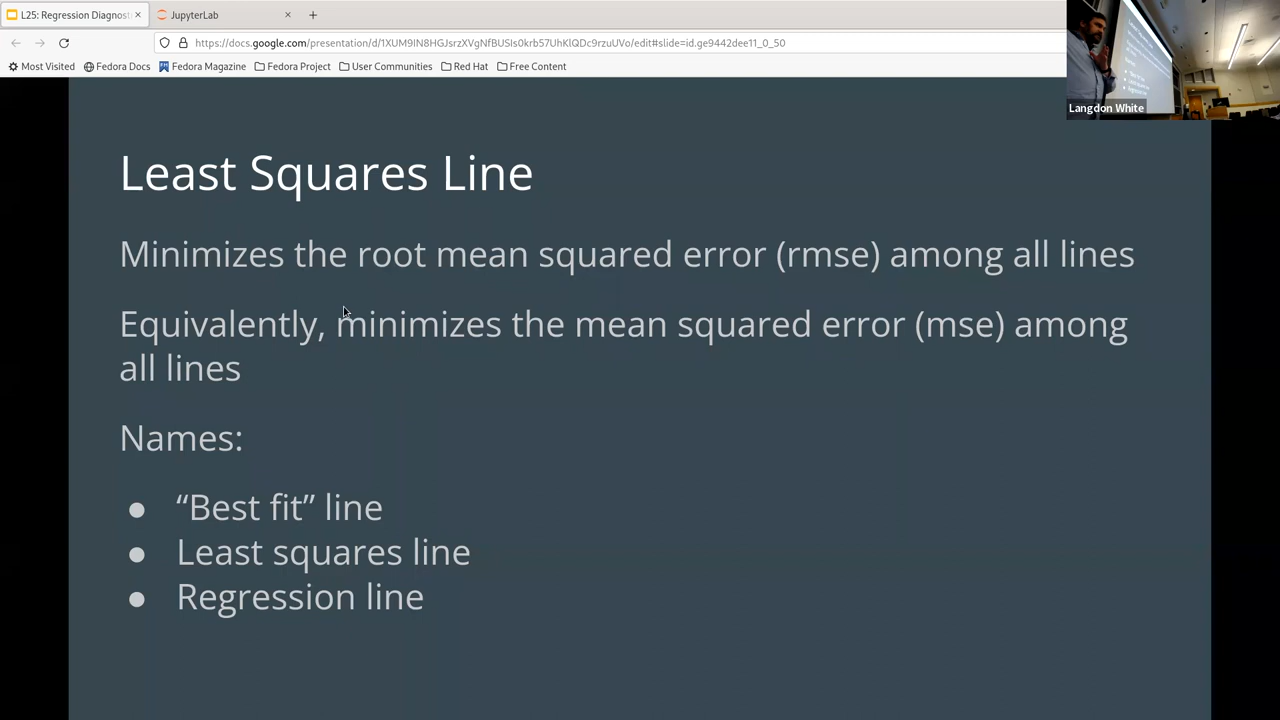 L25: Regression Diagnost
JupyterLab
https://docs.google.com/presentation/d/1XUM9IN8HGJsrzXVgNfBUSIs0krb57UhKlQDc9rzuUVo/edit#slide=id.ge9442dee11_0_50
Most Visited Fedora Docs Fedora Magazine Fedora Project User Communities Red Hat Free Content
Langdon White
Least Squares Line
Minimizes the root mean squared error (rmse) among all lines
Equivalently, minimizes the mean squared error (mse) among
all lines
Names:
● “Best fit” line
● Least squares line
● Regression line